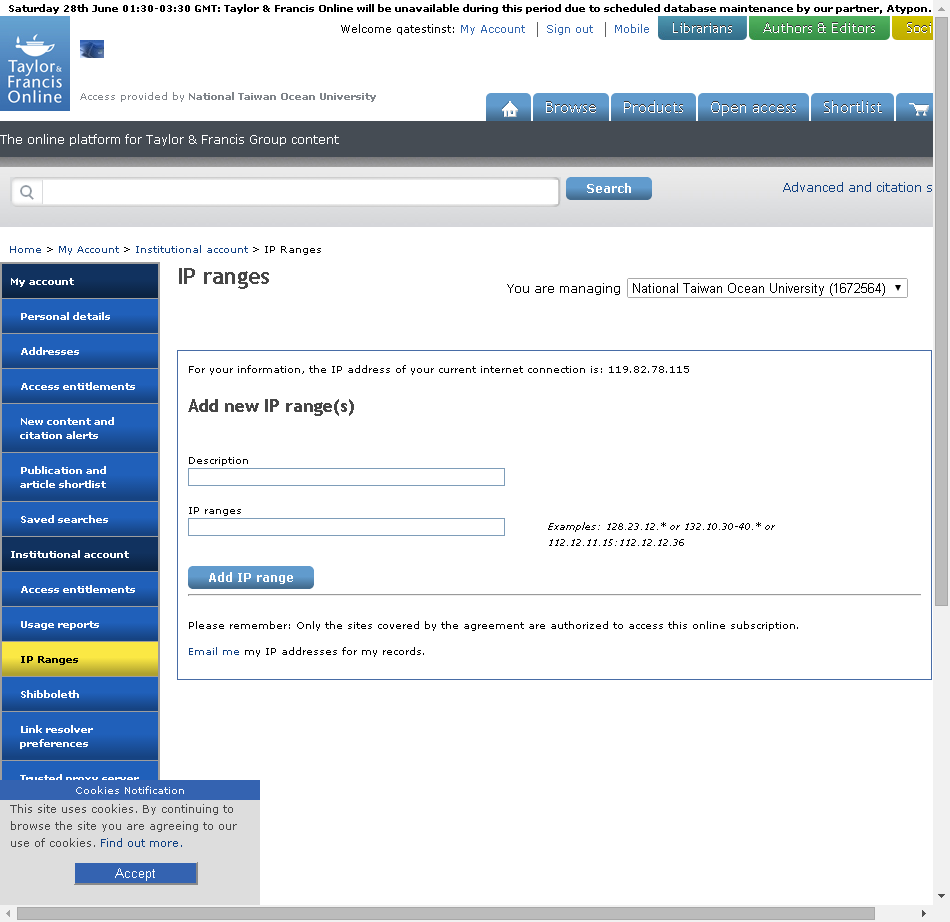 Saturday 28th June 01:30-03:30 GMT: Taylor & Francis Online will be unavailable during this period due to scheduled database maintenance by our partner, Atypon.
Welcome qatestinst: My Account | Sign out | Mobile
Librarians
Authors & Editors
Soci
Taylor &
Francis
Online
Access provided by National Taiwan Ocean University
Browse
Products
Open access
Shortlist
The online platform for Taylor & Francis Group content
Search
Advanced and citation s
Home > My Account > Institutional account > IP Ranges
My account
Personal details
Addresses
Access entitlements
New content and
citation alerts
Publication and
article shortlist
Saved searches
Institutional account
Access entitlements
Usage reports
IP Ranges
Shibboleth
Link resolver
preferences
Trusted proxy server
IP ranges
You are managing National Taiwan Ocean University (1672564)
For your information, the IP address of your current internet connection is: 119.82.78.115
Add new IP range(s)
Description
IP ranges
Examples: 128.23.12.* or 132.10.30-40.* or
112.12.11.15:112.12.12.36
Add IP range
Please remember: Only the sites covered by the agreement are authorized to access this online subscription.
Email me my IP addresses for my records.
Cookies Notification
This site uses cookies. By continuing to
browse the site you are agreeing to our
use of cookies. Find out more.
Accept